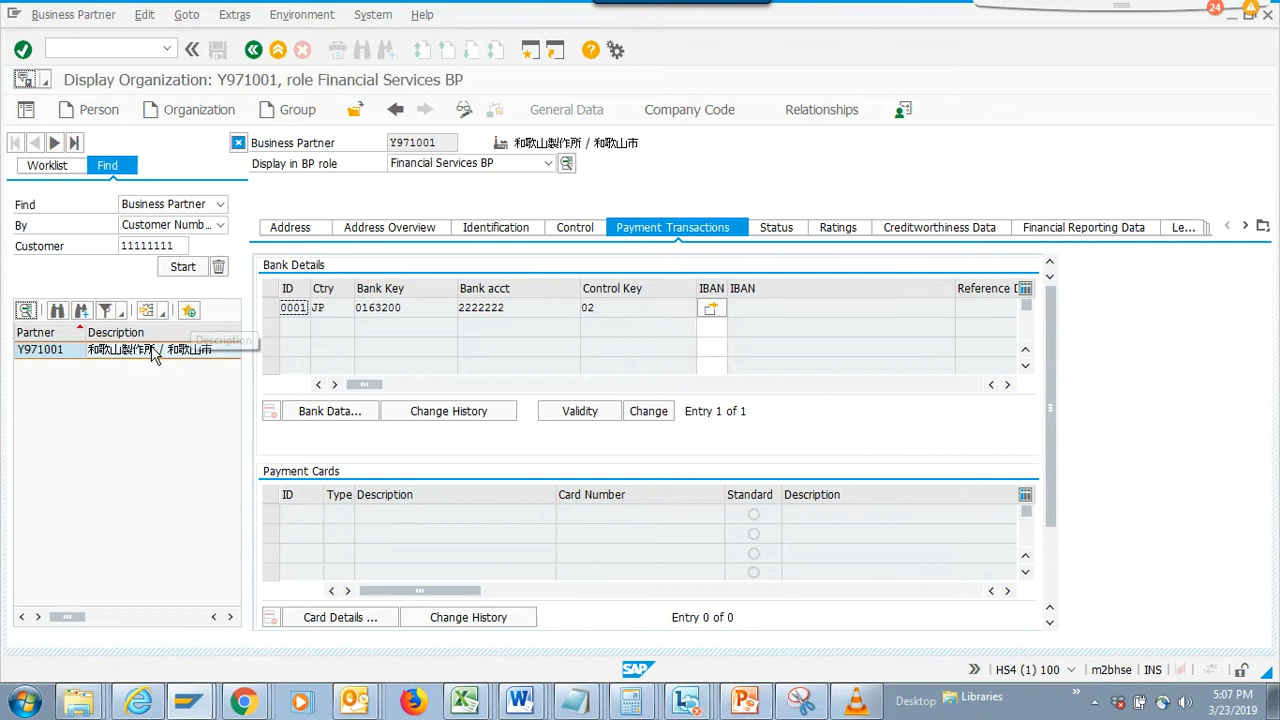 24
Business Partner Edit Goto Extras Environment System Help
Display Organization: Y971001, role Financial Services BP
Person Organization Group General Data Company Code Relationships
Business Partner Y971001 和歌山製作所 / 和歌山市
Worklist Find Display in BP role Financial Services BP
Find Business Partner
By Customer Numb...
Address Address Overview Identification Control Payment Transactions Status Ratings Creditworthiness Data Financial Reporting Data Le...
Customer 11111111
Start
Bank Details
ID Ctry Bank Key Bank acct Control Key IBAN IBAN Reference D
0001 JP 0163200 2222222 02
Partner Description
Description
Y971001 和歌山製作所 / 和歌山市
Bank Data... Change History Validity Change Entry 1 of 1
Payment Cards
ID Type Description Card Number Standard Description
Card Details ... Change History Entry 0 of 0
SAP HS4 (1) 100 m2bhse INS
Desktop Libraries 5:07 PM
3/23/2019